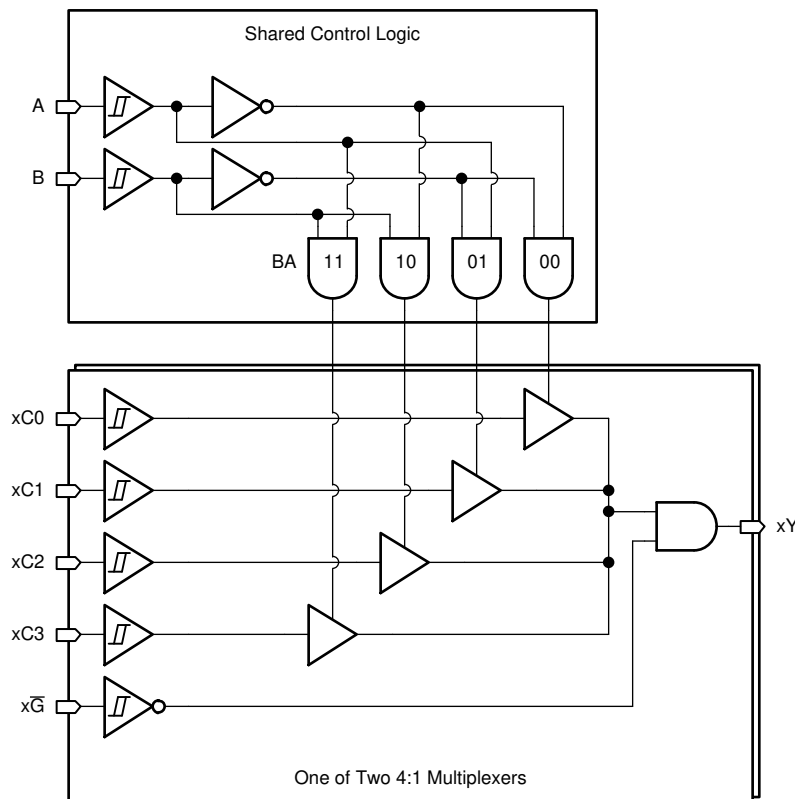 Shared Control Logic
A
B
BA 11 10 01 00
xC0
xC1
xC2
xC3
xG̅
xY
One of Two 4:1 Multiplexers